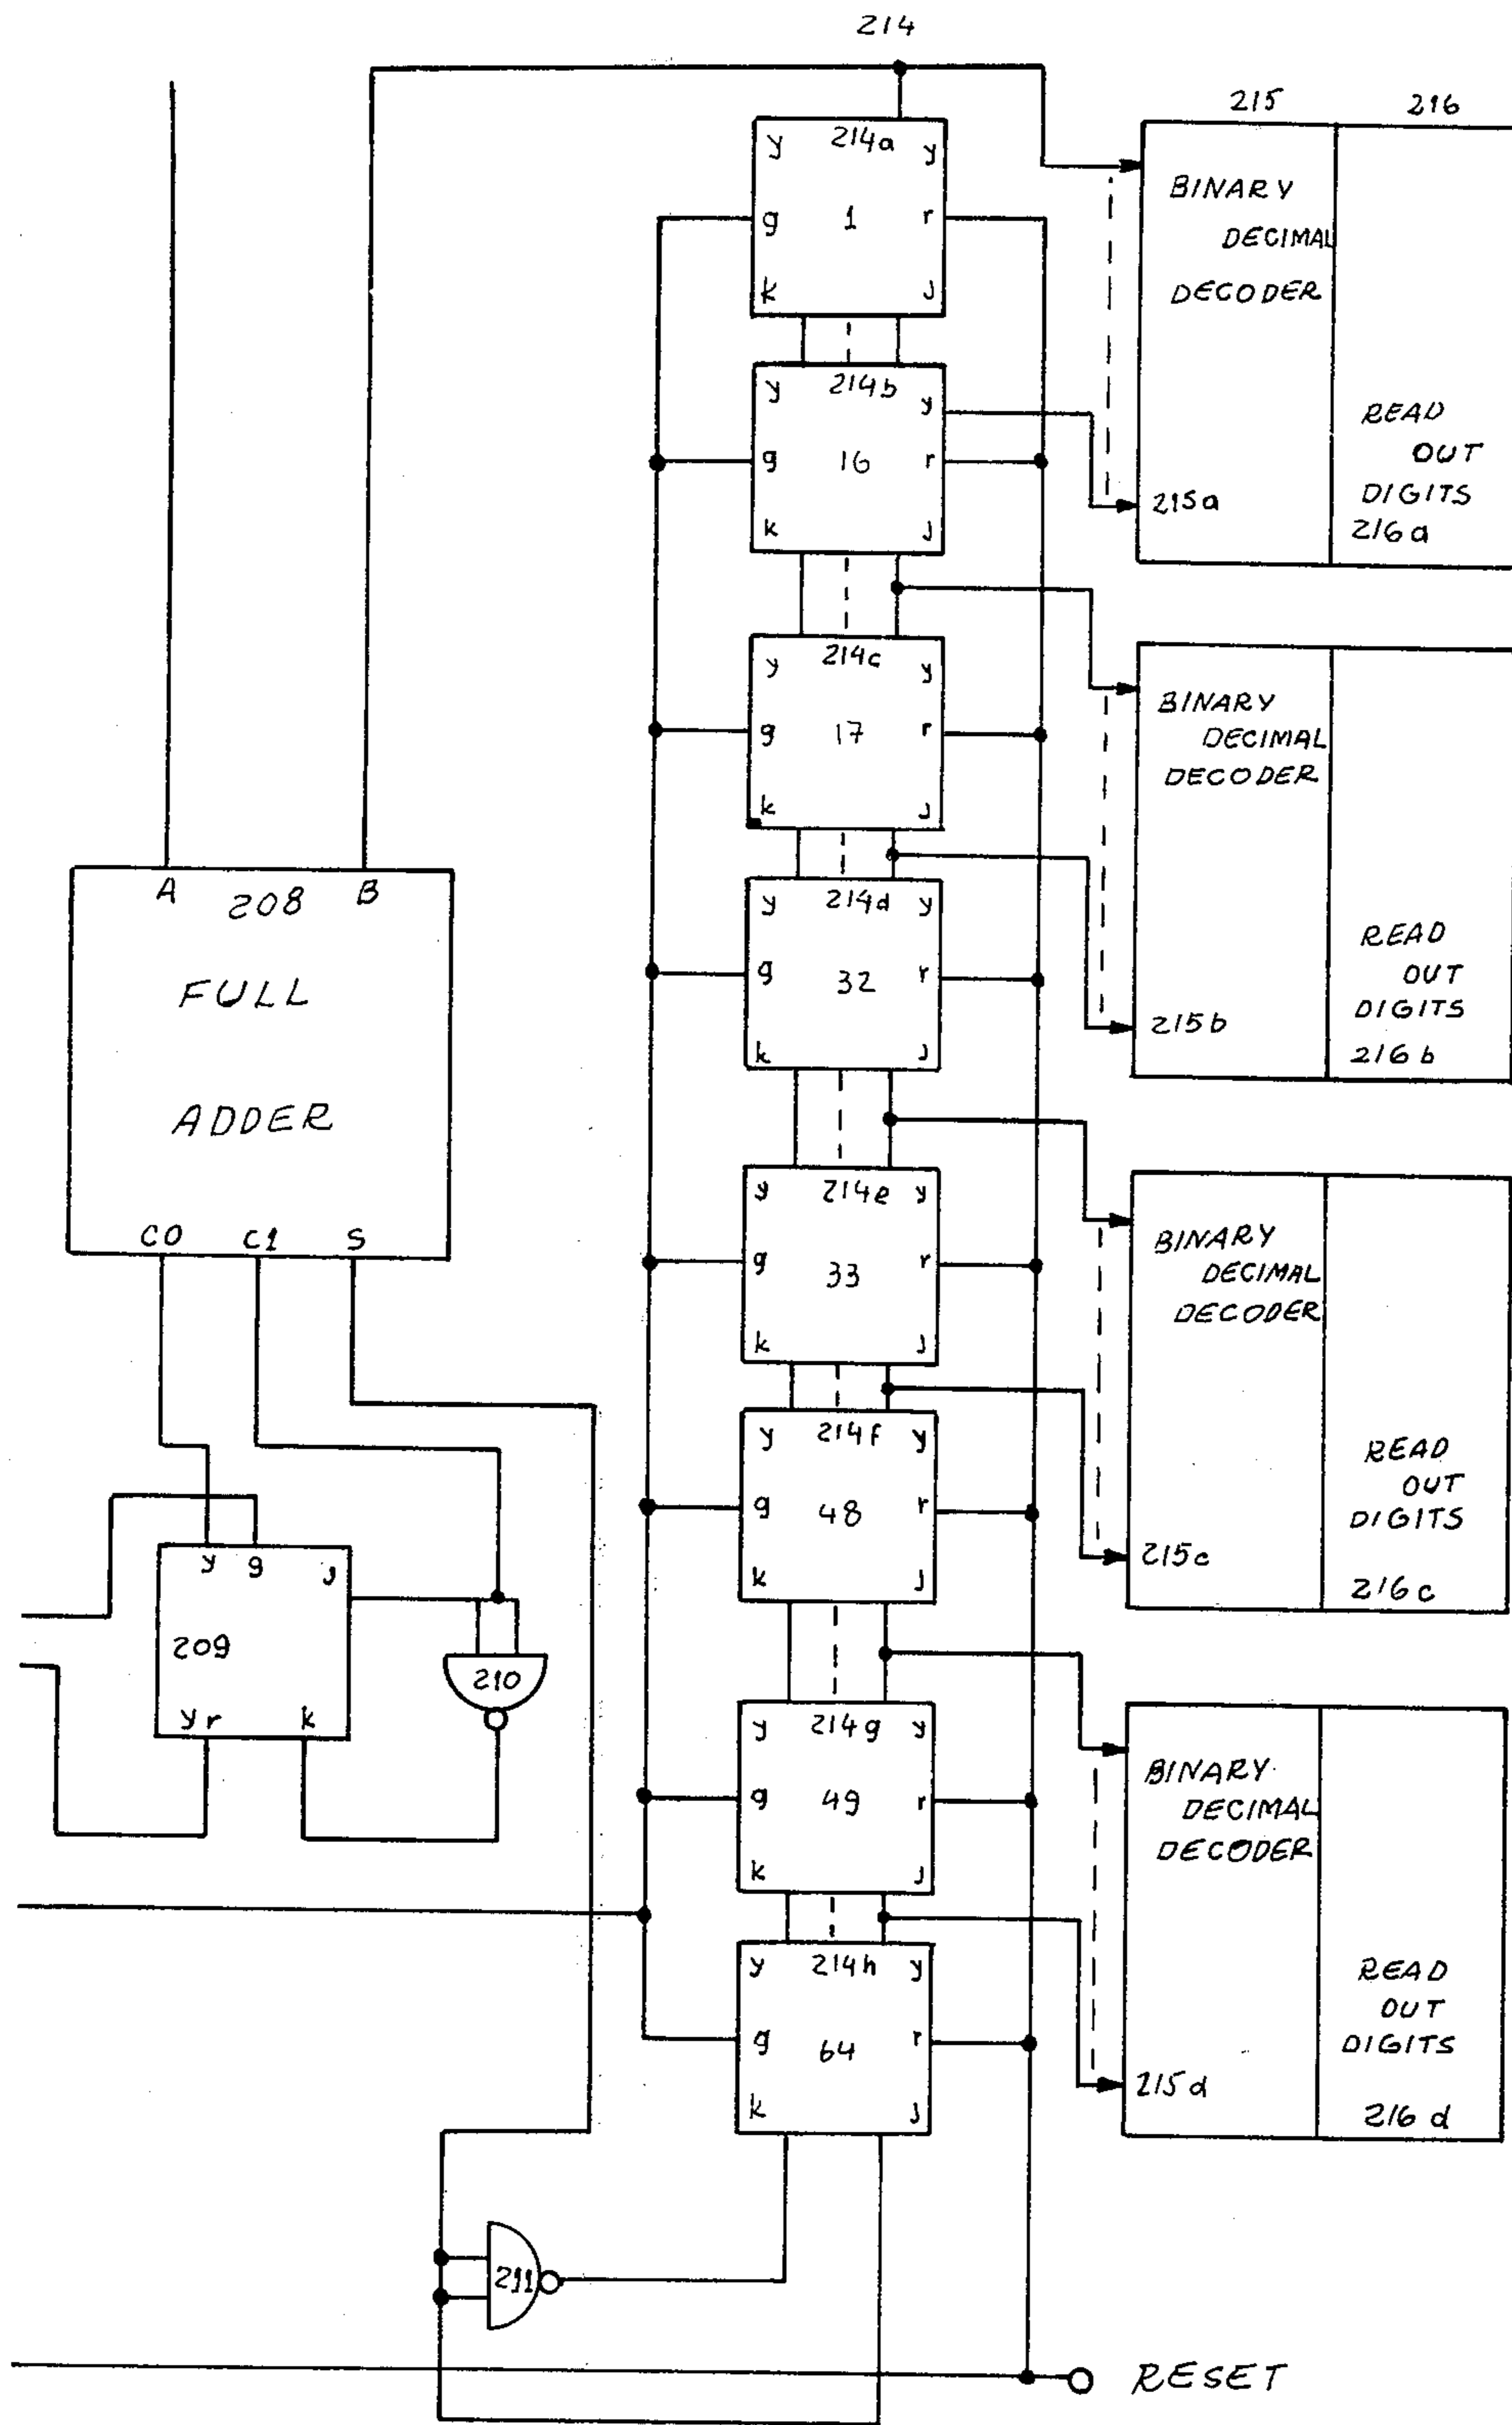 214
215 216
y 214a y
g 1 r
k j
BINARY
DECIMAL
DECODER
215a
READ
OUT
DIGITS
216a
y 214b y
g 16 r
k j
y 214c y
g 17 r
k j
BINARY
DECIMAL
DECODER
215b
READ
OUT
DIGITS
216b
y 214d y
g 32 r
k j
A 208 B
FULL
ADDER
C0 C1 S
y 214e y
g 33 r
k j
BINARY
DECIMAL
DECODER
215c
READ
OUT
DIGITS
216c
y 214f y
g 48 r
k j
y g j
209
y r k
210
y 214g y
g 49 r
k j
BINARY
DECIMAL
DECODER
215d
READ
OUT
DIGITS
216d
y 214h y
g 64 r
k j
211
RESET